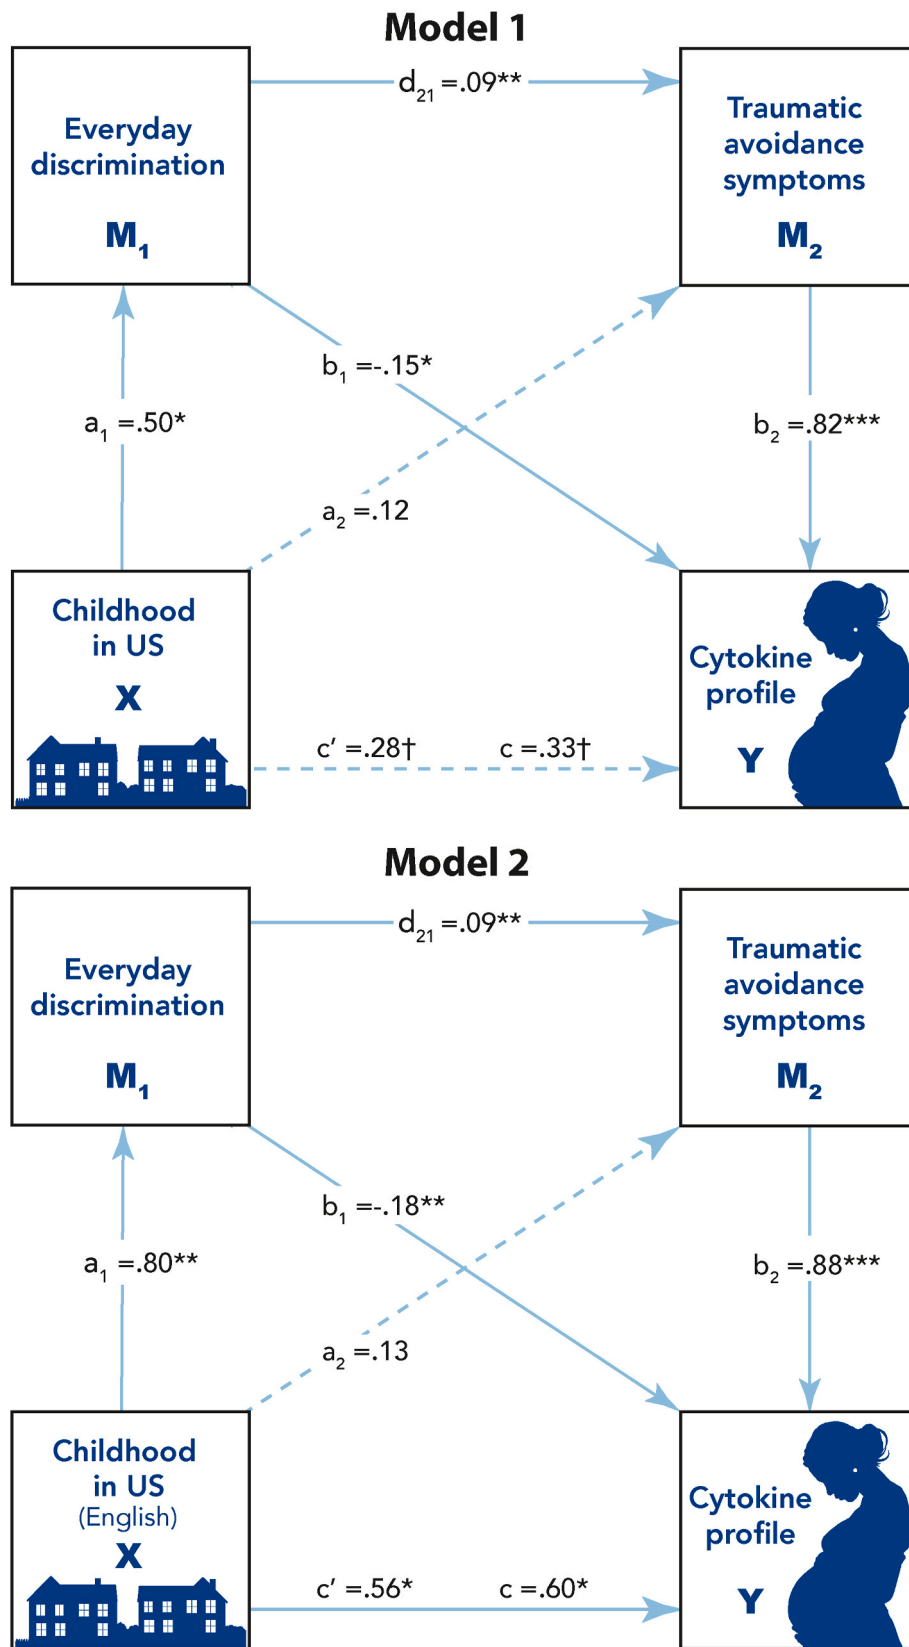 Model 1
d21 =.09**
Everyday
discrimination
M1
Traumatic
avoidance
symptoms
M2
b1 =-.15*
a1 =.50*
b2 =.82***
a2 =.12
Childhood
in US
X
Cytokine
profile
Y
c’ =.28†
c =.33†
Model 2
d21 =.09**
Everyday
discrimination
M1
Traumatic
avoidance
symptoms
M2
b1 =-.18**
a1 =.80**
b2 =.88***
a2 =.13
Childhood
in US
(English)
X
Cytokine
profile
Y
c’ =.56*
c =.60*